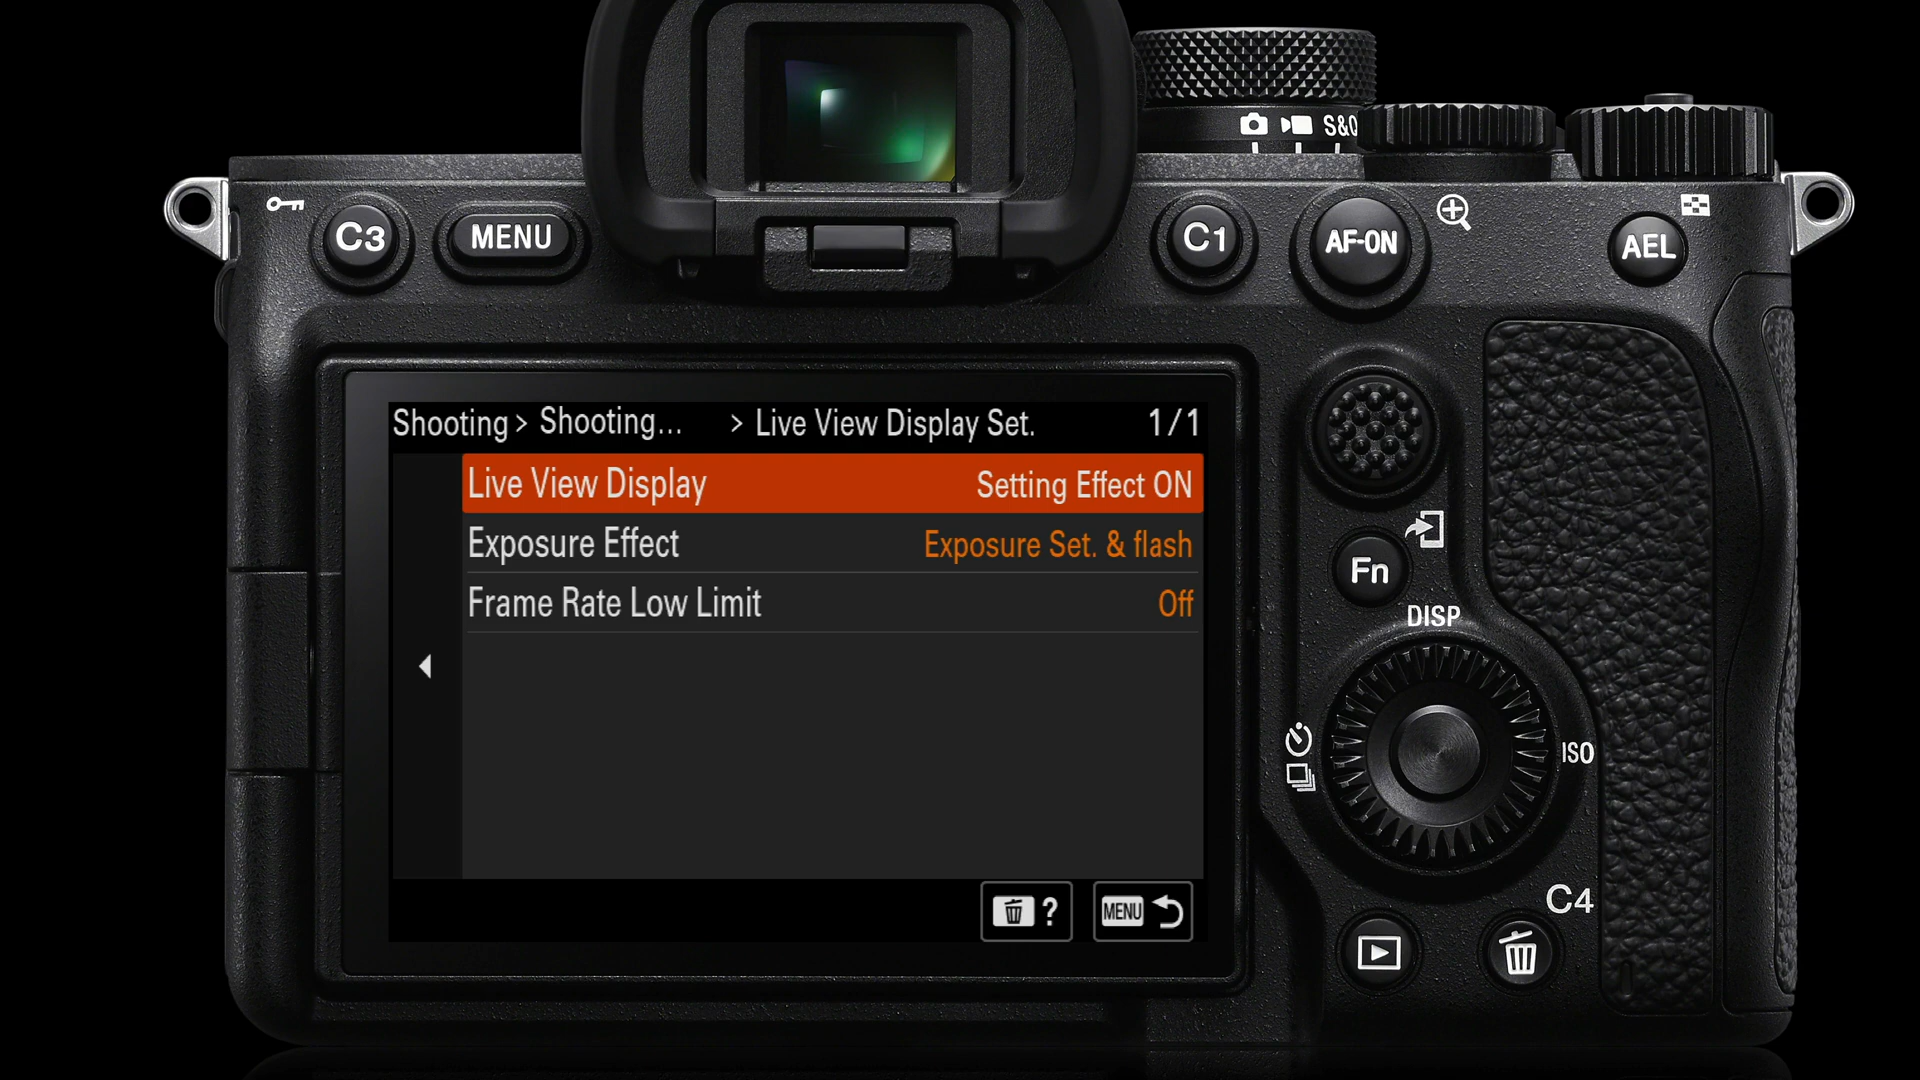 S&Q
C3
MENU
C1
AF-ON
AEL
Shooting > Shooting... > Live View Display Set. 1/1
Live View Display Setting Effect ON
Exposure Effect Exposure Set. & flash
Frame Rate Low Limit Off
Fn
DISP
ISO
? MENU
C4